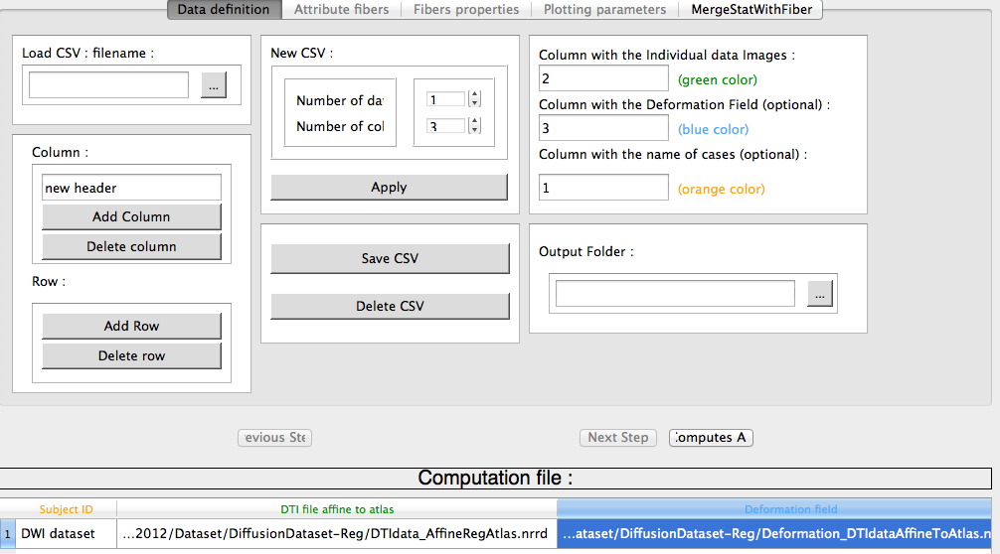 Data definition
Attribute fibers
Fibers properties
Plotting parameters
MergeStatWithFiber
Load CSV : filename :
...
Column :
new header
Add Column
Delete column
Row :
Add Row
Delete row
New CSV :
Number of da
Number of col
1
3
Apply
Save CSV
Delete CSV
Column with the Individual data Images :
2 (green color)
Column with the Deformation Field (optional) :
3 (blue color)
Column with the name of cases (optional) :
1 (orange color)
Output Folder :
...
evious Ste
Next Step
Computes A
Computation file :
Subject ID
DTI file affine to atlas
Deformation field
1 DWI dataset
...2012/Dataset/DiffusionDataset-Reg/DTIdata_AffineRegAtlas.nrrd
...ataset/DiffusionDataset-Reg/Deformation_DTIdataAffineToAtlas.n